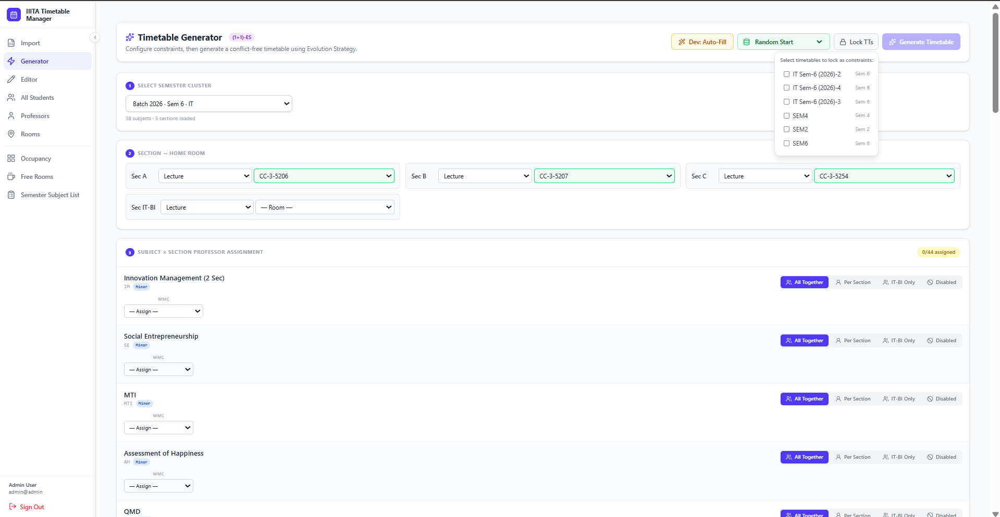 IIITA Timetable
Manager
Import
Generator
Editor
All Students
Professors
Rooms
Occupancy
Free Rooms
Semester Subject List
Admin User
admin@admin
Sign Out
Timetable Generator (1+1)-ES
Configure constraints, then generate a conflict-free timetable using Evolution Strategy.
Dev: Auto-Fill
Random Start
Lock TTs
Generate Timetable
Select timetables to lock as constraints:
IT Sem-6 (2026)-2 Sem 6
IT Sem-6 (2026)-4 Sem 6
IT Sem-6 (2026)-3 Sem 6
SEM4 Sem 4
SEM2 Sem 2
SEM6 Sem 6
1 SELECT SEMESTER CLUSTER
Batch 2026 · Sem 6 · IT
38 subjects · 5 sections loaded
2 SECTION → HOME ROOM
Sec A Lecture CC-3-5206
Sec B Lecture CC-3-5207
Sec C Lecture CC-3-5254
Sec IT-BI Lecture — Room —
3 SUBJECT × SECTION PROFESSOR ASSIGNMENT
0/44 assigned
Innovation Management (2 Sec)
IM Minor
All Together Per Section IT-BI Only Disabled
WMC
— Assign —
Social Entrepreneurship
SE Minor
All Together Per Section IT-BI Only Disabled
WMC
— Assign —
MTI
MTI Minor
All Together Per Section IT-BI Only Disabled
WMC
— Assign —
Assessment of Happiness
AH Minor
All Together Per Section IT-BI Only Disabled
WMC
— Assign —
QMD
All Together Per Section IT-BI Only Disabled